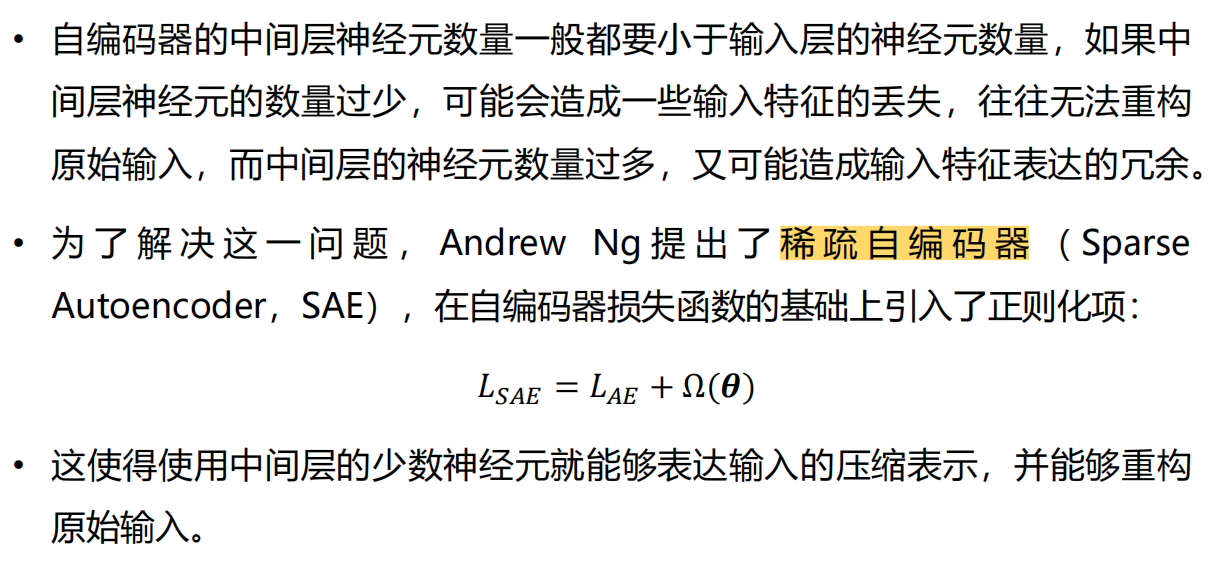 • 自编码器的中间层神经元数量一般都要小于输入层的神经元数量，如果中
间层神经元的数量过少，可能会造成一些输入特征的丢失，往往无法重构
原始输入，而中间层的神经元数量过多，又可能造成输入特征表达的冗余。
• 为了解决这一问题，Andrew Ng提出了稀疏自编码器（Sparse
Autoencoder，SAE），在自编码器损失函数的基础上引入了正则化项：
L_{SAE} = L_{AE} + Ω(θ)
• 这使得使用中间层的少数神经元就能够表达输入的压缩表示，并能够重构
原始输入。